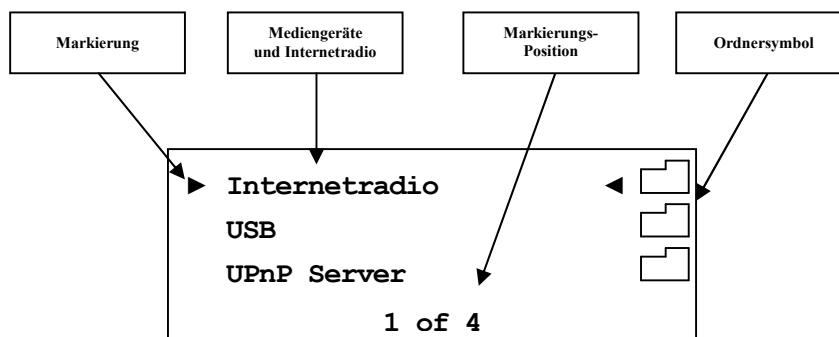 Markierung
Mediengeräte
und Internetradio
Markierungs-
Position
Ordnersymbol
Internetradio
USB
UPnP Server
1 of 4